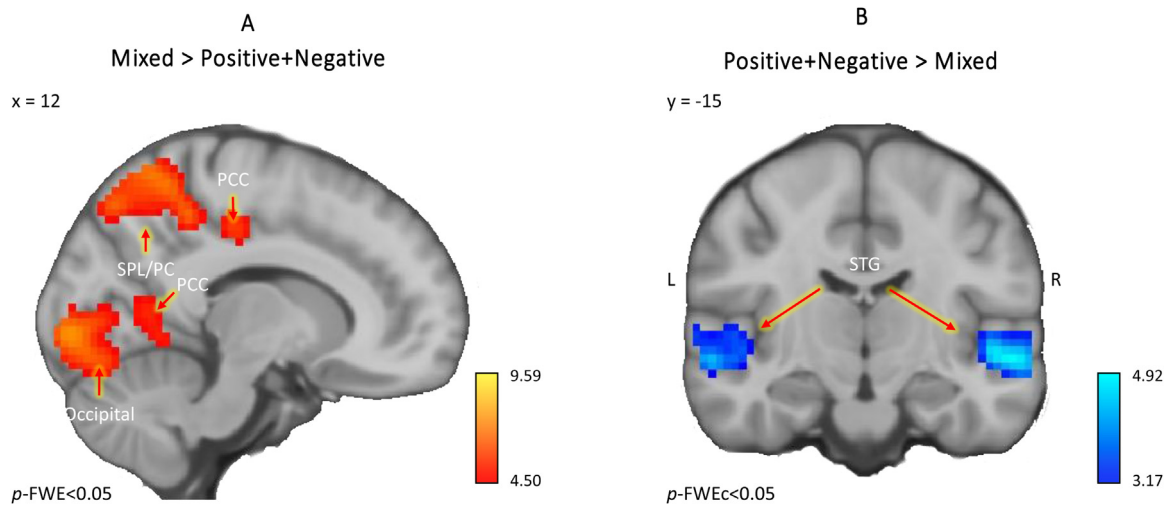 A
Mixed > Positive+Negative
x = 12
PCC
SPL/PC
PCC
Occipital
9.59
4.50
p-FWE<0.05
B
Positive+Negative > Mixed
y = -15
STG
L
R
4.92
3.17
p-FWEc<0.05